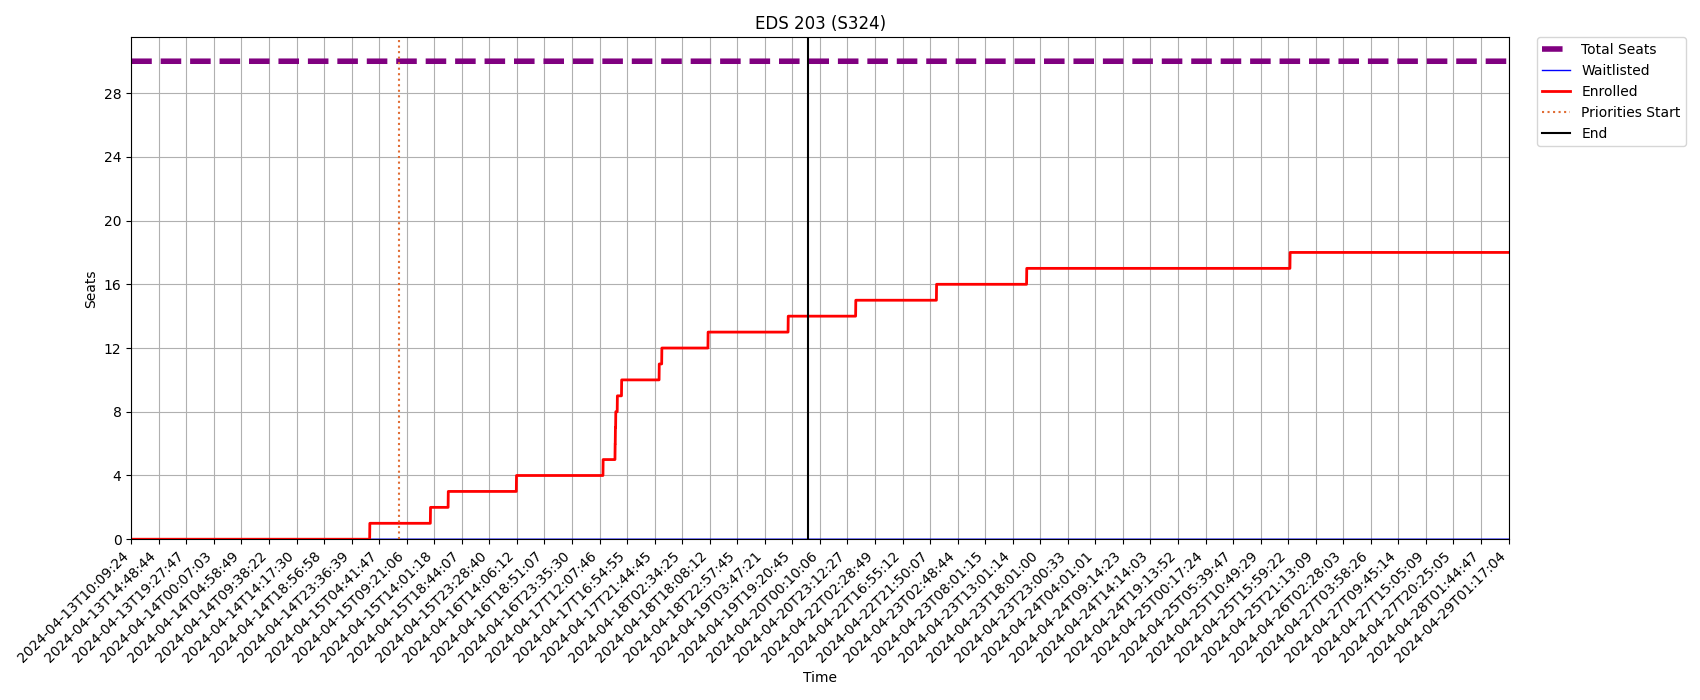 EDS 203 (S324)
Total Seats
Waitlisted
Enrolled
Priorities Start
End
Seats
28
24
20
16
12
8
4
0
2024-04-13T10:09:24
2024-04-13T14:48:44
2024-04-13T19:27:47
2024-04-14T00:07:03
2024-04-14T04:58:49
2024-04-14T09:38:22
2024-04-14T14:17:30
2024-04-14T18:56:58
2024-04-14T23:36:39
2024-04-15T04:41:47
2024-04-15T09:21:06
2024-04-15T14:01:18
2024-04-15T18:44:07
2024-04-15T23:28:40
2024-04-16T14:06:12
2024-04-16T18:51:07
2024-04-16T23:35:30
2024-04-17T12:07:46
2024-04-17T16:54:55
2024-04-17T21:44:45
2024-04-18T02:34:25
2024-04-18T18:08:12
2024-04-18T22:57:45
2024-04-19T03:47:21
2024-04-19T19:20:45
2024-04-20T00:10:06
2024-04-20T23:12:27
2024-04-22T02:28:49
2024-04-22T16:55:12
2024-04-22T21:50:07
2024-04-23T02:48:44
2024-04-23T08:01:15
2024-04-23T13:01:14
2024-04-23T18:01:00
2024-04-23T23:00:33
2024-04-24T04:01:01
2024-04-24T09:14:23
2024-04-24T14:14:03
2024-04-24T19:13:52
2024-04-25T00:17:24
2024-04-25T05:39:47
2024-04-25T10:49:29
2024-04-25T15:59:22
2024-04-25T21:13:09
2024-04-26T02:28:03
2024-04-27T03:58:26
2024-04-27T09:45:14
2024-04-27T15:05:09
2024-04-27T20:25:05
2024-04-28T01:44:47
2024-04-29T01:17:04
Time